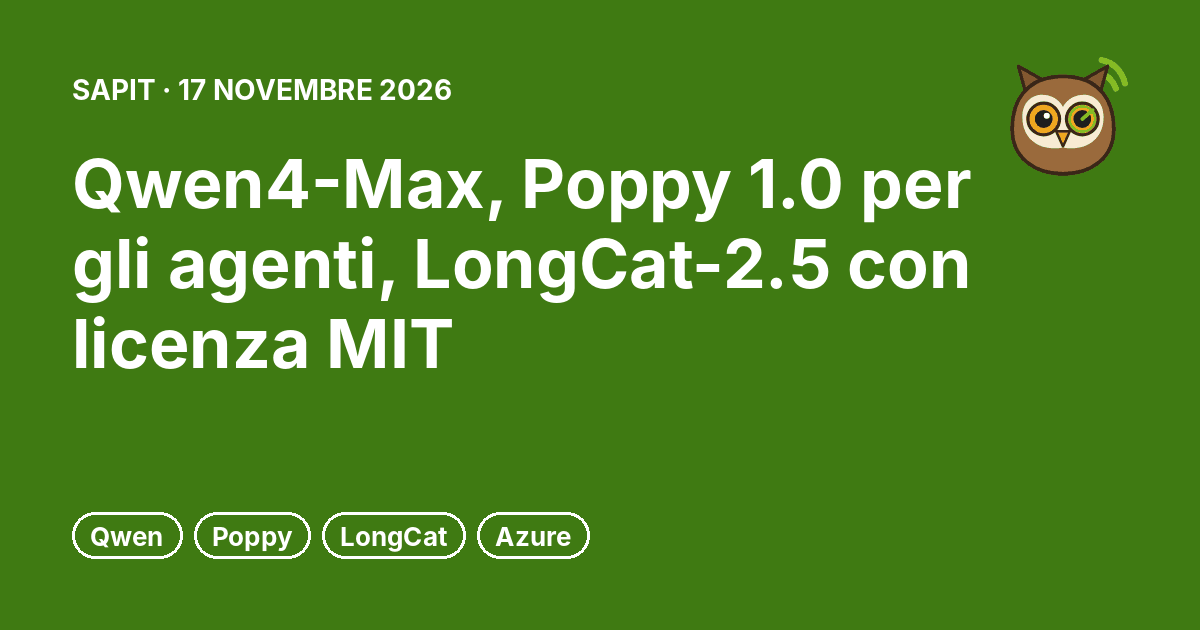 SAPIT · 17 NOVEMBRE 2026
Qwen4-Max, Poppy 1.0 per
gli agenti, LongCat-2.5 con
licenza MIT
Qwen
Poppy
LongCat
Azure